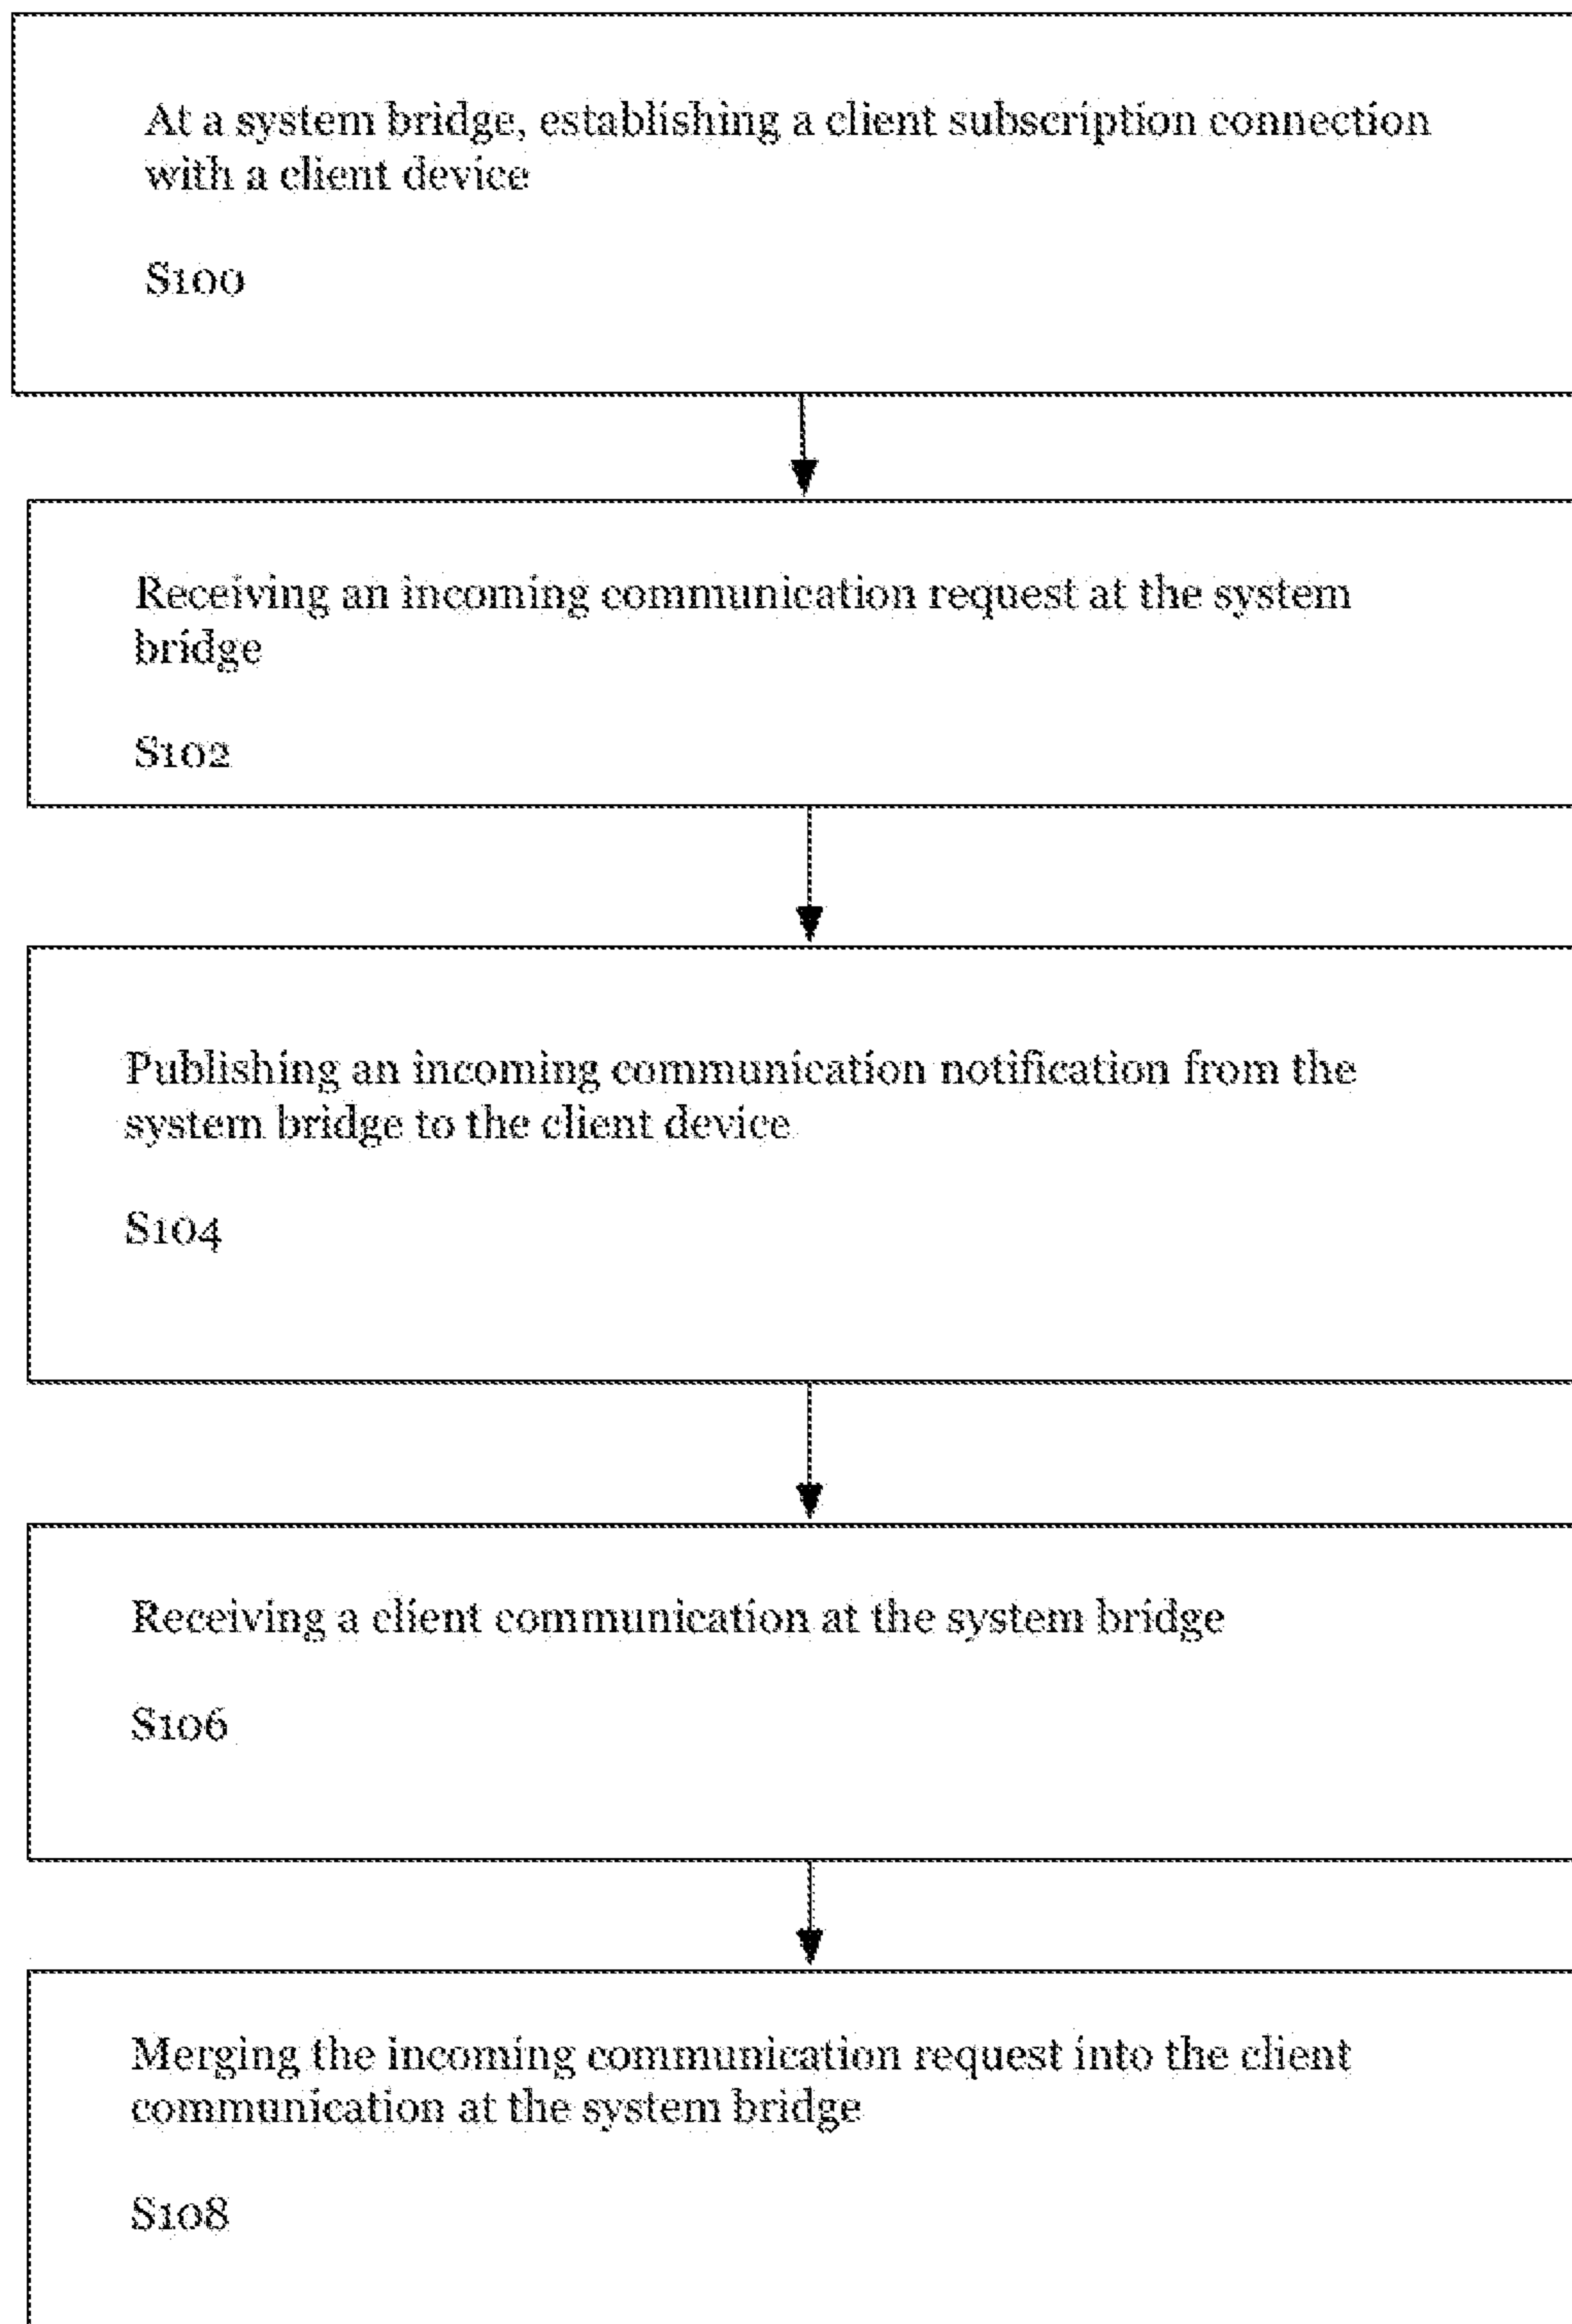 At a system bridge, establishing a client subscription connection
with a client device
S100
Receiving an incoming communication request at the system
bridge
S102
Publishing an incoming communication notification from the
system bridge to the client device
S104
Receiving a client communication at the system bridge
S106
Merging the incoming communication request into the client
communication at the system bridge
S108